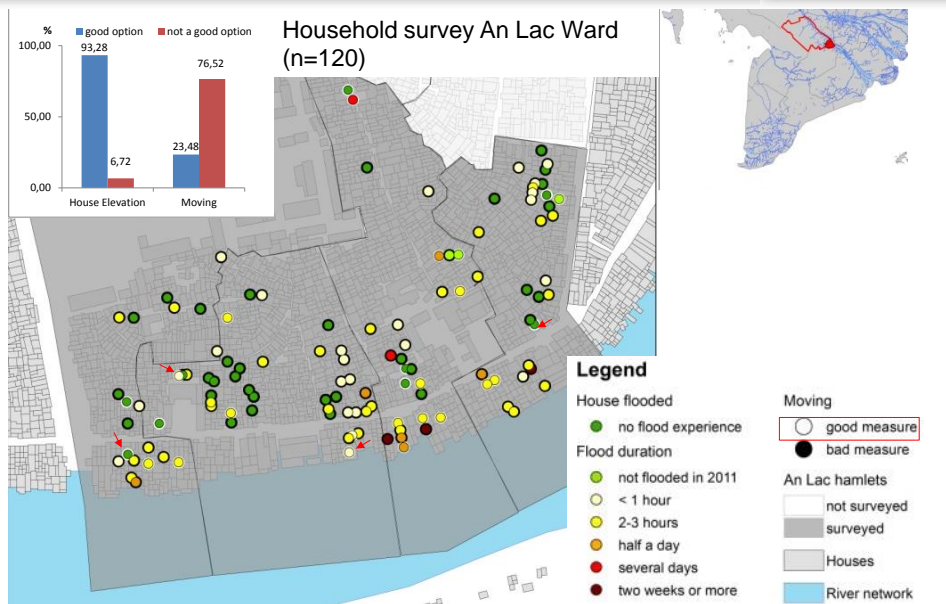 Household survey An Lac Ward
(n=120)
%
good option
not a good option
100,00
50,00
0,00
93,28
6,72
23,48
76,52
House Elevation
Moving
Legend
House flooded
no flood experience
Flood duration
not flooded in 2011
< 1 hour
2-3 hours
half a day
several days
two weeks or more
Moving
good measure
bad measure
An Lac hamlets
not surveyed
surveyed
Houses
River network